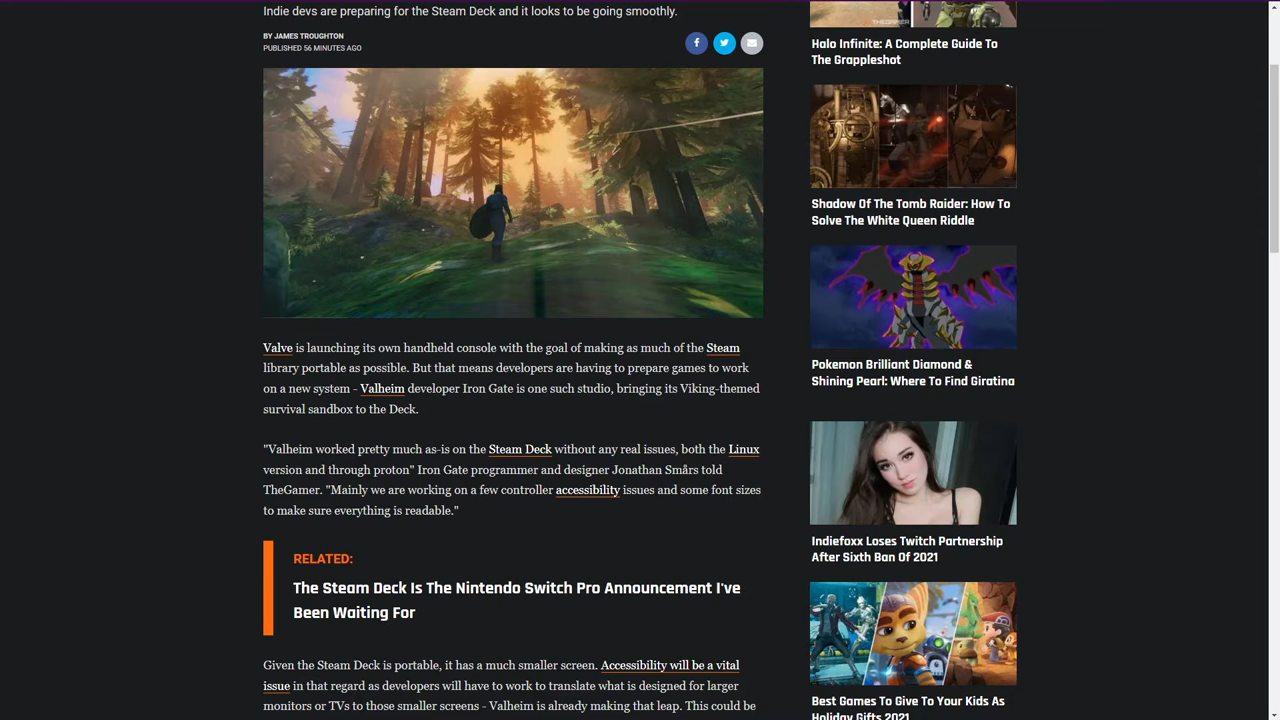 Indie devs are preparing for the Steam Deck and it looks to be going smoothly.
BY JAMES TROUGHTON
PUBLISHED 56 MINUTES AGO
Valve is launching its own handheld console with the goal of making as much of the Steam
library portable as possible. But that means developers are having to prepare games to work
on a new system - Valheim developer Iron Gate is one such studio, bringing its Viking-themed
survival sandbox to the Deck.
"Valheim worked pretty much as-is on the Steam Deck without any real issues, both the Linux
version and through proton" Iron Gate programmer and designer Jonathan Smårs told
TheGamer. "Mainly we are working on a few controller accessibility issues and some font sizes
to make sure everything is readable."
RELATED:
The Steam Deck Is The Nintendo Switch Pro Announcement I've
Been Waiting For
Given the Steam Deck is portable, it has a much smaller screen. Accessibility will be a vital
issue in that regard as developers will have to work to translate what is designed for larger
monitors or TVs to those smaller screens - Valheim is already making that leap. This could be
THEGAMER
Halo Infinite: A Complete Guide To
The Grappleshot
Shadow Of The Tomb Raider: How To
Solve The White Queen Riddle
Pokemon Brilliant Diamond &
Shining Pearl: Where To Find Giratina
Indiefoxx Loses Twitch Partnership
After Sixth Ban Of 2021
Best Games To Give To Your Kids As
Holiday Gifts 2021